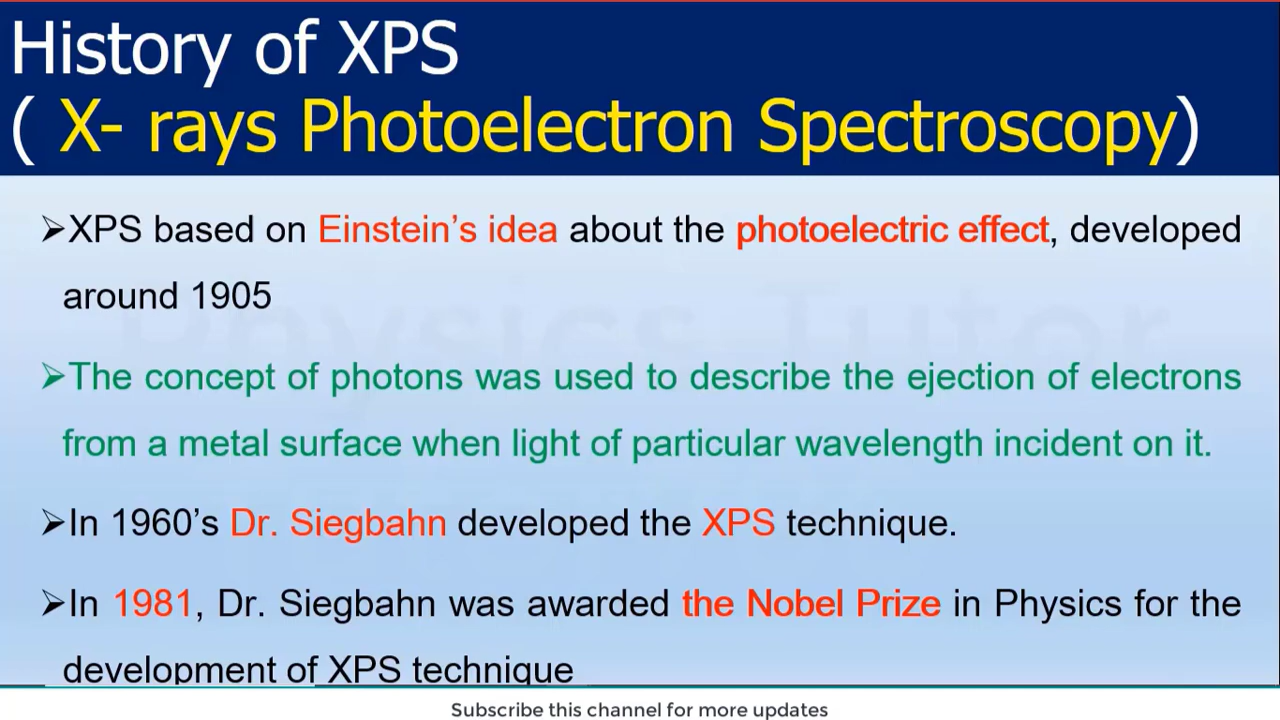 History of XPS
( X- rays Photoelectron Spectroscopy)
➢XPS based on Einstein’s idea about the photoelectric effect, developed
around 1905
Physics Tutor
➢The concept of photons was used to describe the ejection of electrons
from a metal surface when light of particular wavelength incident on it.
➢In 1960’s Dr. Siegbahn developed the XPS technique.
➢In 1981, Dr. Siegbahn was awarded the Nobel Prize in Physics for the
development of XPS technique
Subscribe this channel for more updates